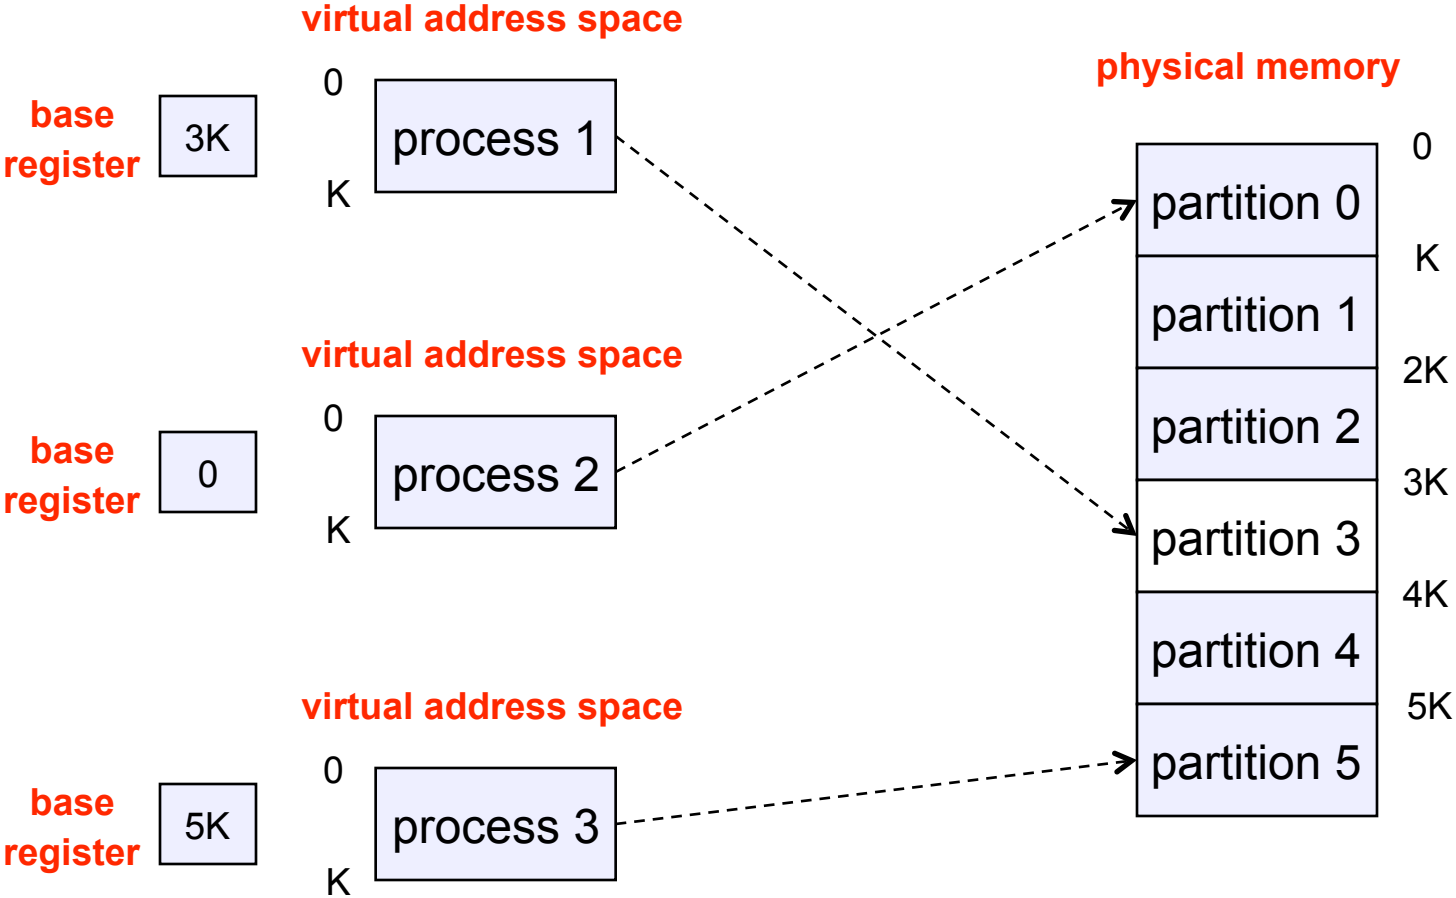 virtual address space
base
register
3K
0
process 1
K
virtual address space
base
register
0
0
process 2
K
virtual address space
base
register
5K
0
process 3
K
physical memory
0
partition 0
K
partition 1
2K
partition 2
3K
partition 3
4K
partition 4
5K
partition 5